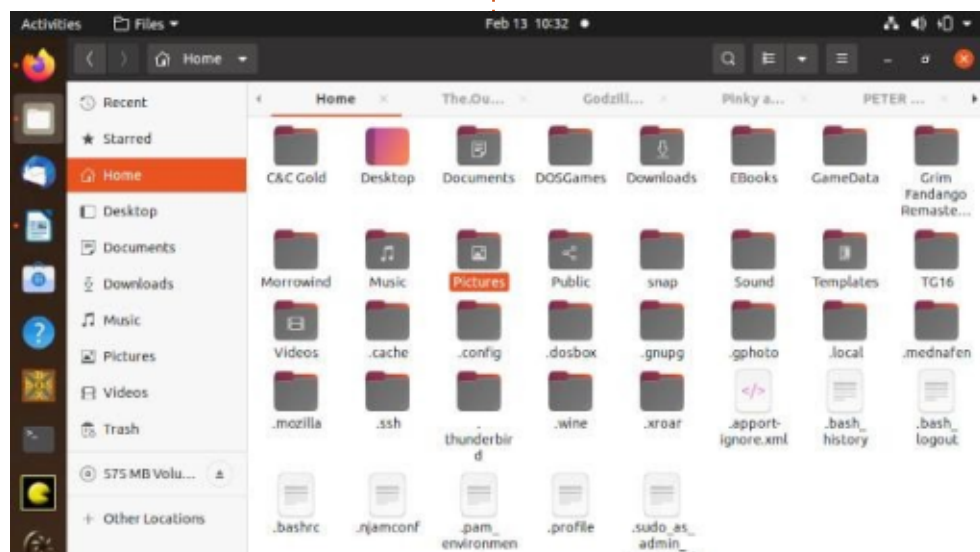 Activities Files Feb 13 10:32
Home
Recent
Starred
Home
Desktop
Documents
Downloads
Music
Pictures
Videos
Trash
575 MB Volu...
+ Other Locations
Home × The.Ou... × Godzill... × Pinky a... × PETER ... ×
C&C Gold Desktop Documents DOSGames Downloads EBooks GameData Grim
Fandango
Remaste...
Morrowind Music Pictures Public snap Sound Templates TG16
Videos .cache .config .dosbox .gnupg .gphoto .local .mednafen
.mozilla .ssh .thunderbir .wine .xroar .apport- .bash_ .bash_
d ignore.xml history logout
.bashrc .njamconf .pam_ .profile .sudo_as_
environmen admin_